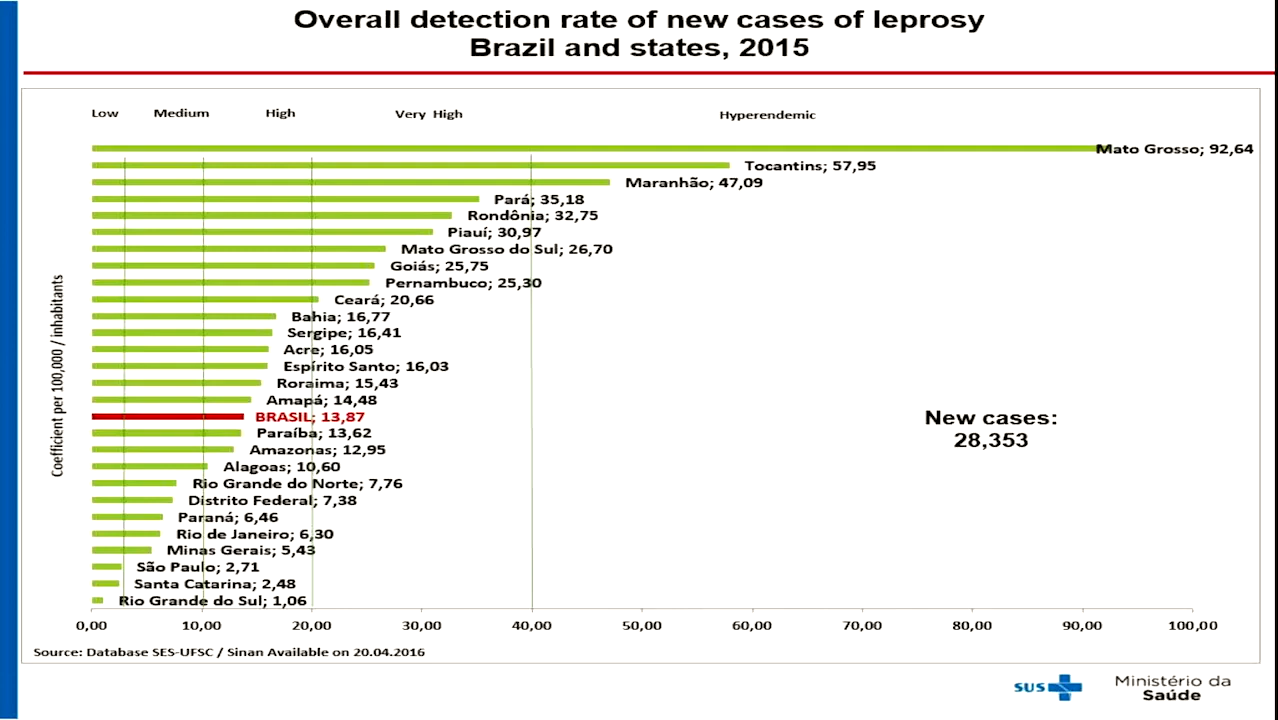 Overall detection rate of new cases of leprosy
Brazil and states, 2015
Low Medium High Very High Hyperendemic
Mato Grosso; 92,64
Tocantins; 57,95
Maranhão; 47,09
Pará; 35,18
Rondônia; 32,75
Piauí; 30,97
Mato Grosso do Sul; 26,70
Goiás; 25,75
Pernambuco; 25,30
Ceará; 20,66
Bahia; 16,77
Sergipe; 16,41
Acre; 16,05
Espírito Santo; 16,03
Roraima; 15,43
Amapá; 14,48
BRASIL; 13,87
Paraíba; 13,62
Amazonas; 12,95
Alagoas; 10,60
Rio Grande do Norte; 7,76
Distrito Federal; 7,38
Paraná; 6,46
Rio de Janeiro; 6,30
Minas Gerais; 5,43
São Paulo; 2,71
Santa Catarina; 2,48
Rio Grande do Sul; 1,06
Coefficient per 100,000 / inhabitants
New cases:
28,353
0,00 10,00 20,00 30,00 40,00 50,00 60,00 70,00 80,00 90,00 100,00
Source: Database SES-UFSC / Sinan Available on 20.04.2016
SUS
Ministério da
Saúde